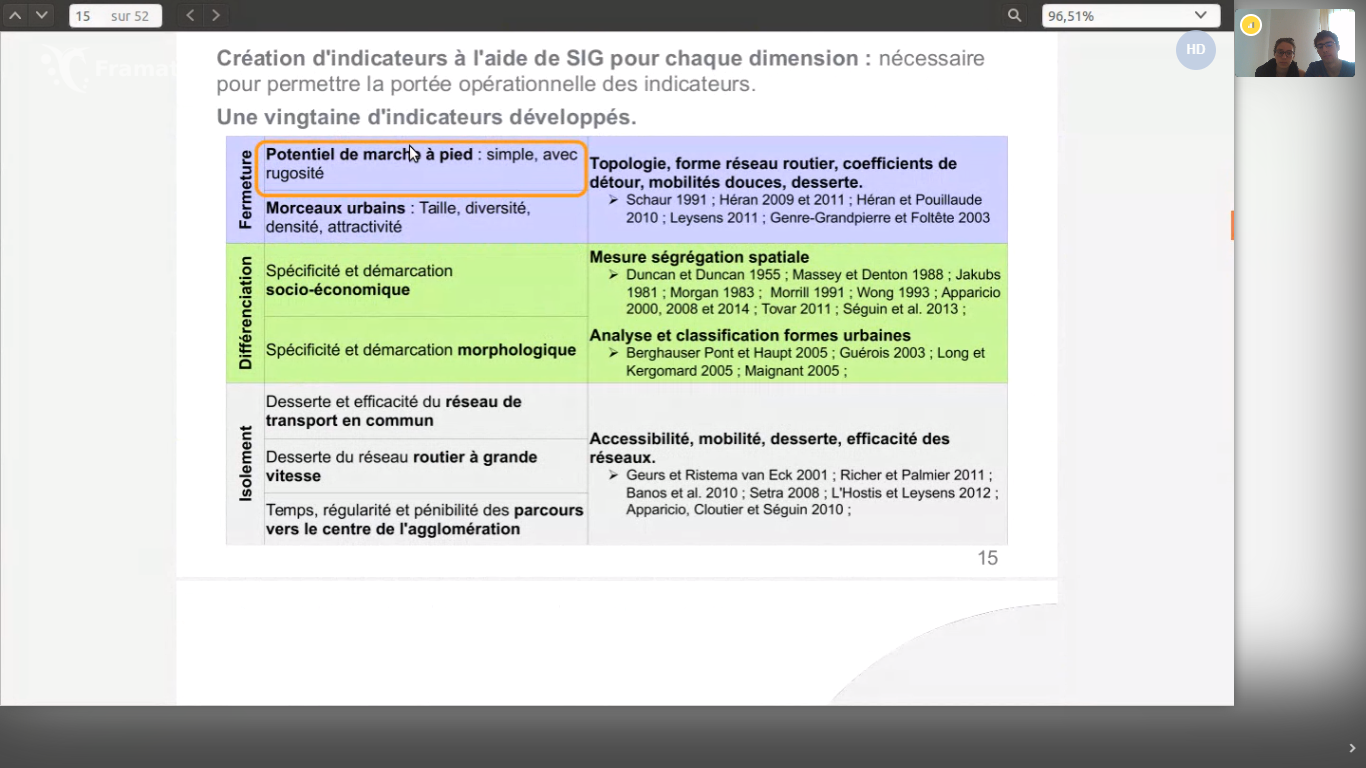 15 sur 52
96,51%
Framat
HD
Création d'indicateurs à l'aide de SIG pour chaque dimension : nécessaire
pour permettre la portée opérationnelle des indicateurs.
Une vingtaine d'indicateurs développés.
Fermeture
Potentiel de marche à pied : simple, avec
rugosité
Morceaux urbains : Taille, diversité,
densité, attractivité
Topologie, forme réseau routier, coefficients de
détour, mobilités douces, desserte.
➢ Schaur 1991 ; Héran 2009 et 2011 ; Héran et Pouillaude
2010 ; Leysens 2011 ; Genre-Grandpierre et Foltête 2003
Différenciation
Spécificité et démarcation
socio-économique
Spécificité et démarcation morphologique
Mesure ségrégation spatiale
➢ Duncan et Duncan 1955 ; Massey et Denton 1988 ; Jakubs
1981 ; Morgan 1983 ; Morrill 1991 ; Wong 1993 ; Apparicio
2000, 2008 et 2014 ; Tovar 2011 ; Séguin et al. 2013 ;
Analyse et classification formes urbaines
➢ Berghauser Pont et Haupt 2005 ; Guérois 2003 ; Long et
Kergomard 2005 ; Maignant 2005 ;
Isolement
Desserte et efficacité du réseau de
transport en commun
Desserte du réseau routier à grande
vitesse
Temps, régularité et pénibilité des parcours
vers le centre de l'agglomération
Accessibilité, mobilité, desserte, efficacité des
réseaux.
➢ Geurs et Ristema van Eck 2001 ; Richer et Palmier 2011 ;
Banos et al. 2010 ; Setra 2008 ; L'Hostis et Leysens 2012 ;
Apparicio, Cloutier et Séguin 2010 ;
15